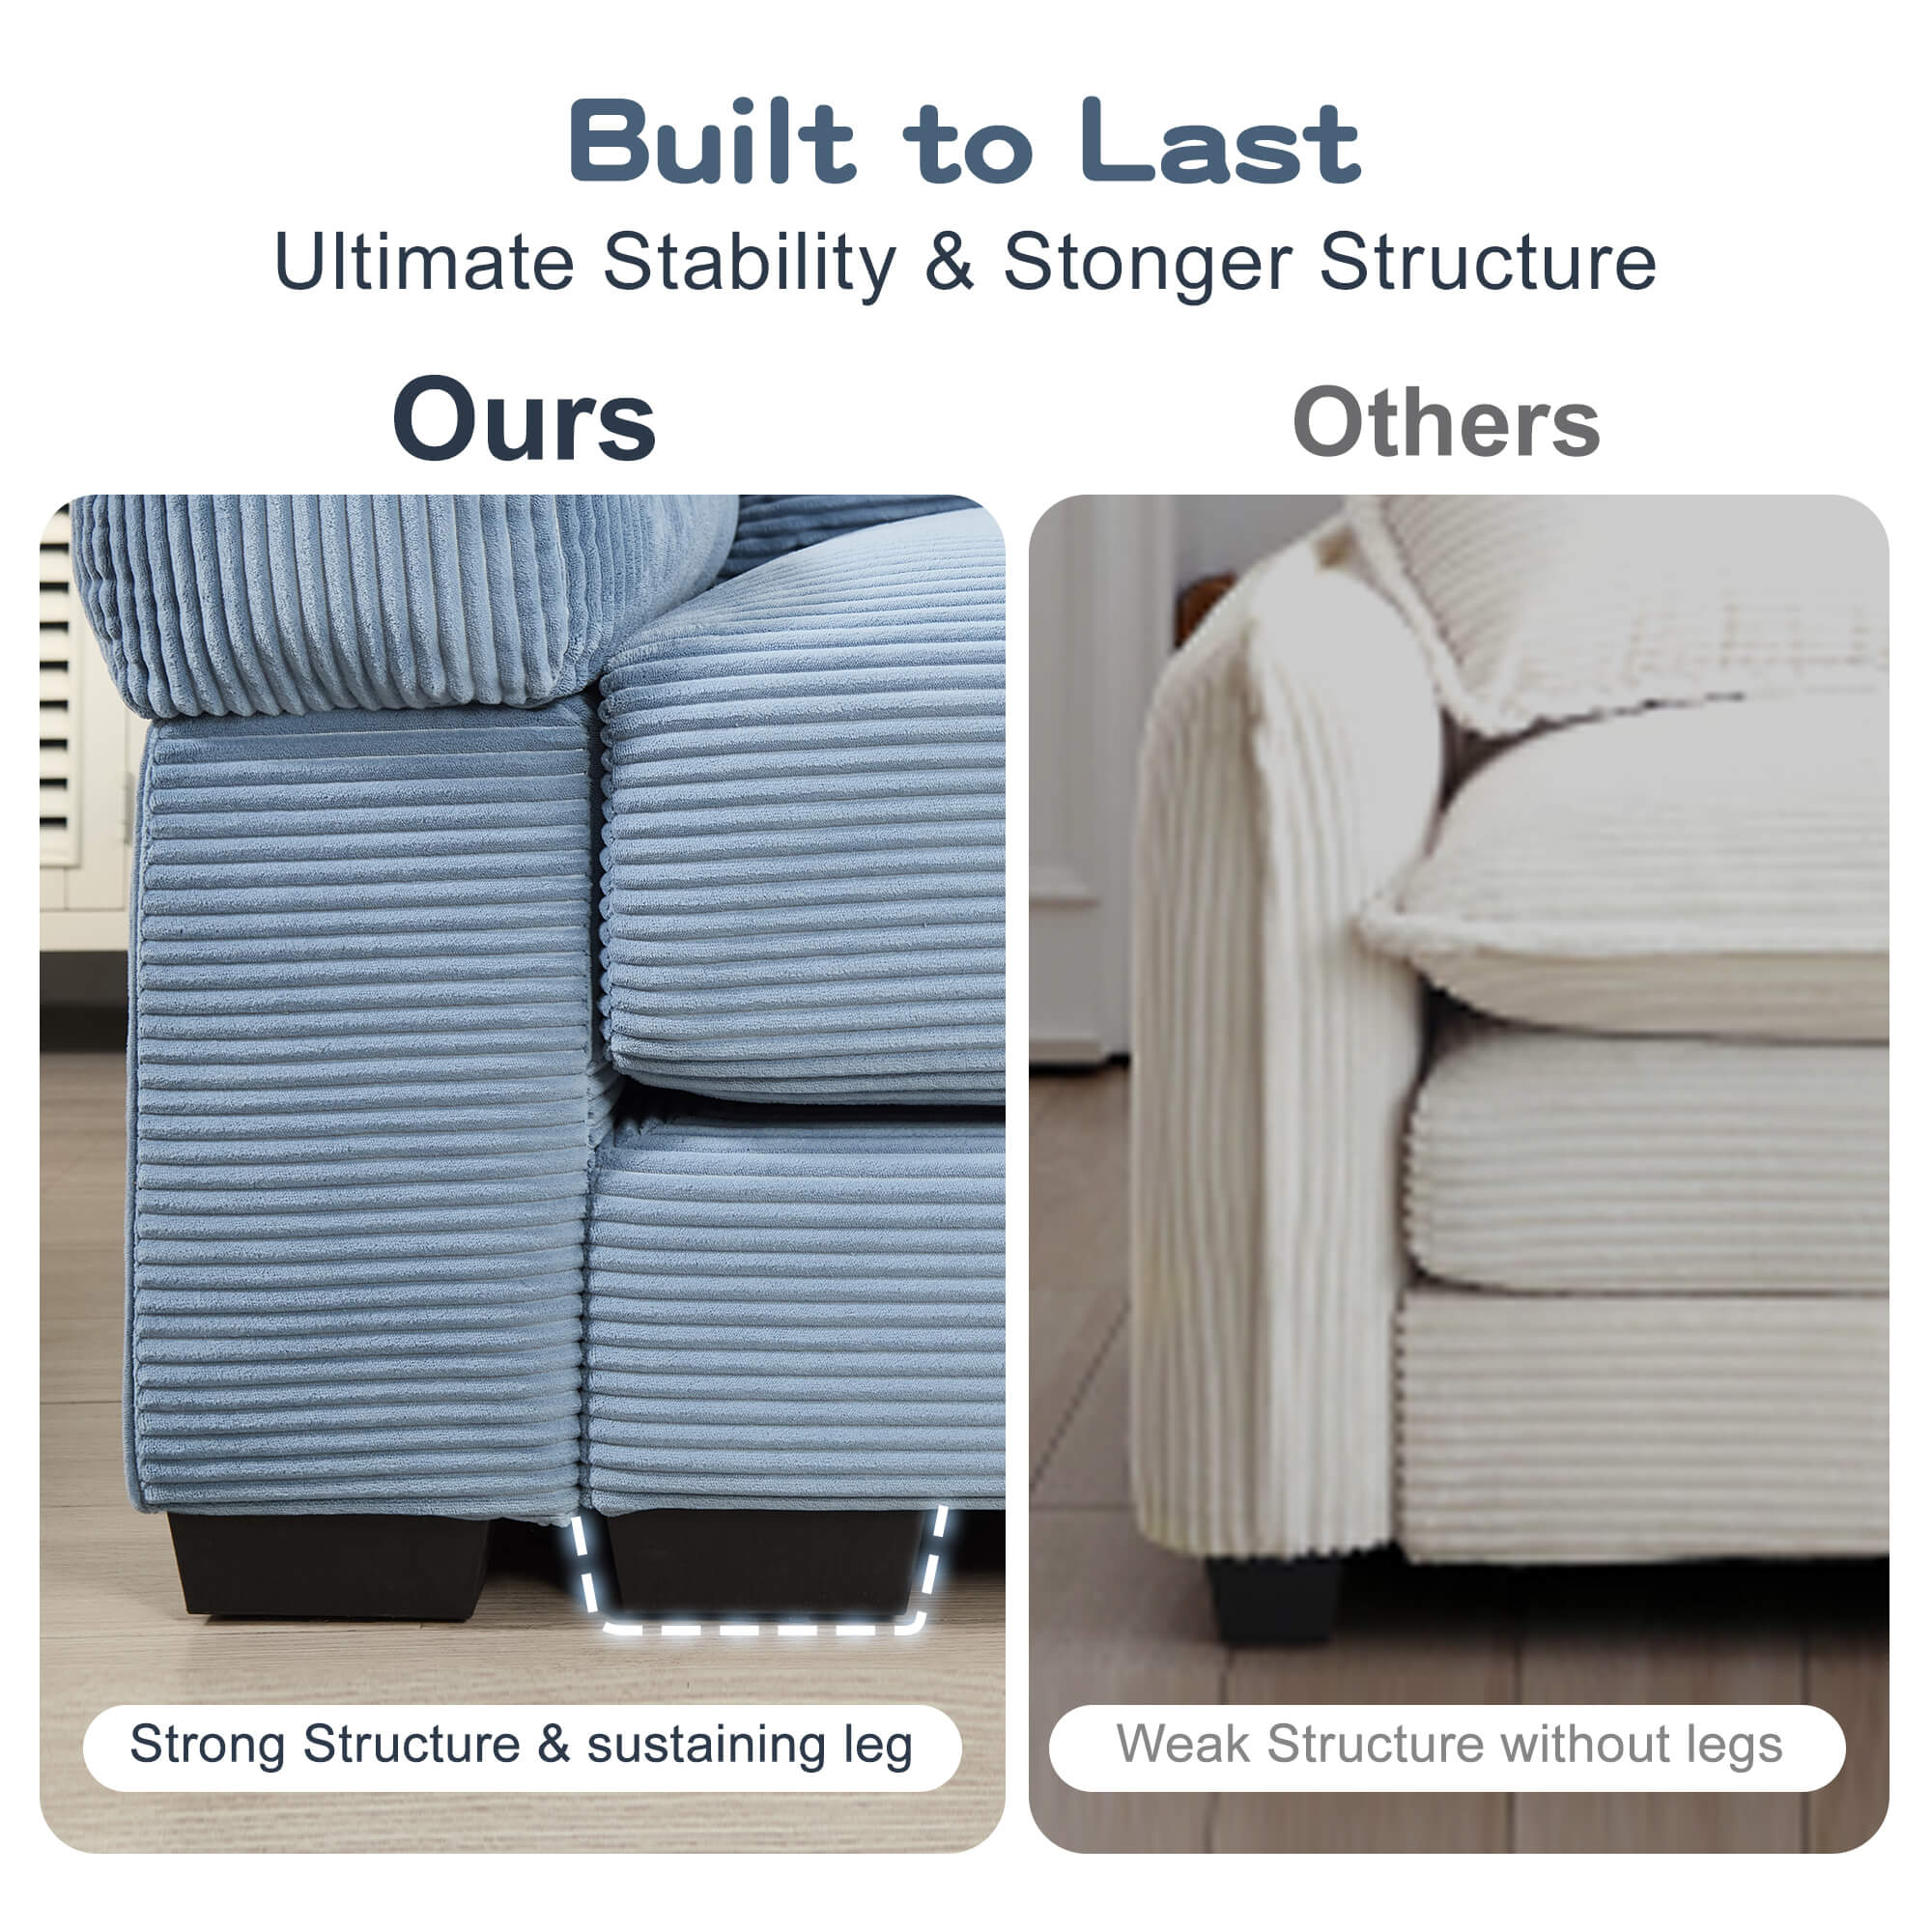 Built to Last
Ultimate Stability & Stonger Structure
Ours
Others
Strong Structure & sustaining leg
Weak Structure without legs